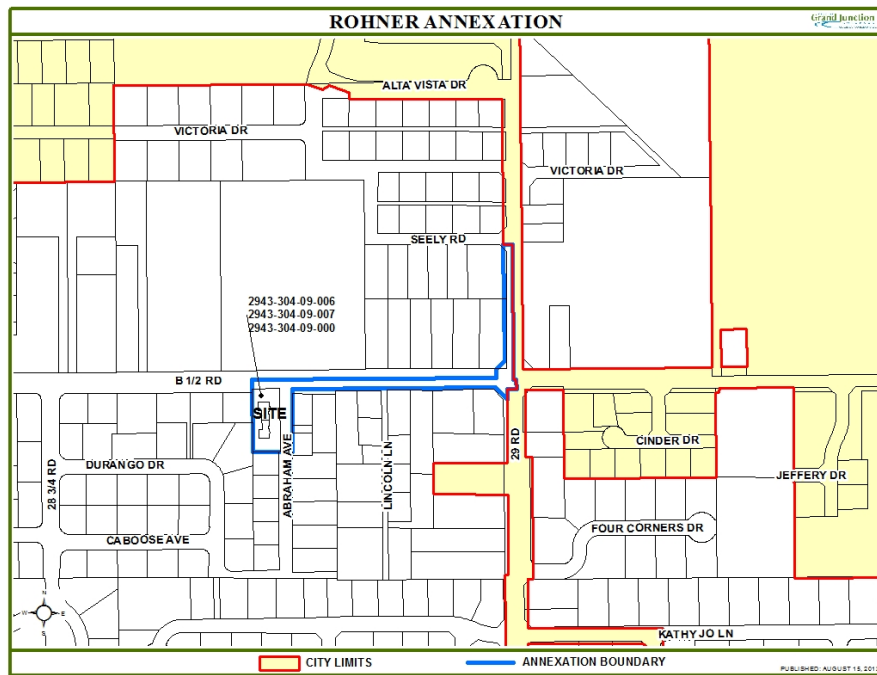 ROHNER ANNEXATION
Grand Junction
ALTA VISTA DR
VICTORIA DR
VICTORIA DR
SEELY RD
2943-304-09-006
2943-304-09-007
2943-304-09-000
B 1/2 RD
SITE
28 3/4 RD
DURANGO DR
ABRAHAM AVE
LINCOLN LN
29 RD
CINDER DR
JEFFERY DR
CABOOSE AVE
FOUR CORNERS DR
N
W
E
S
KATHY JO LN
CITY LIMITS
ANNEXATION BOUNDARY
PUBLISHED: AUGUST 15,